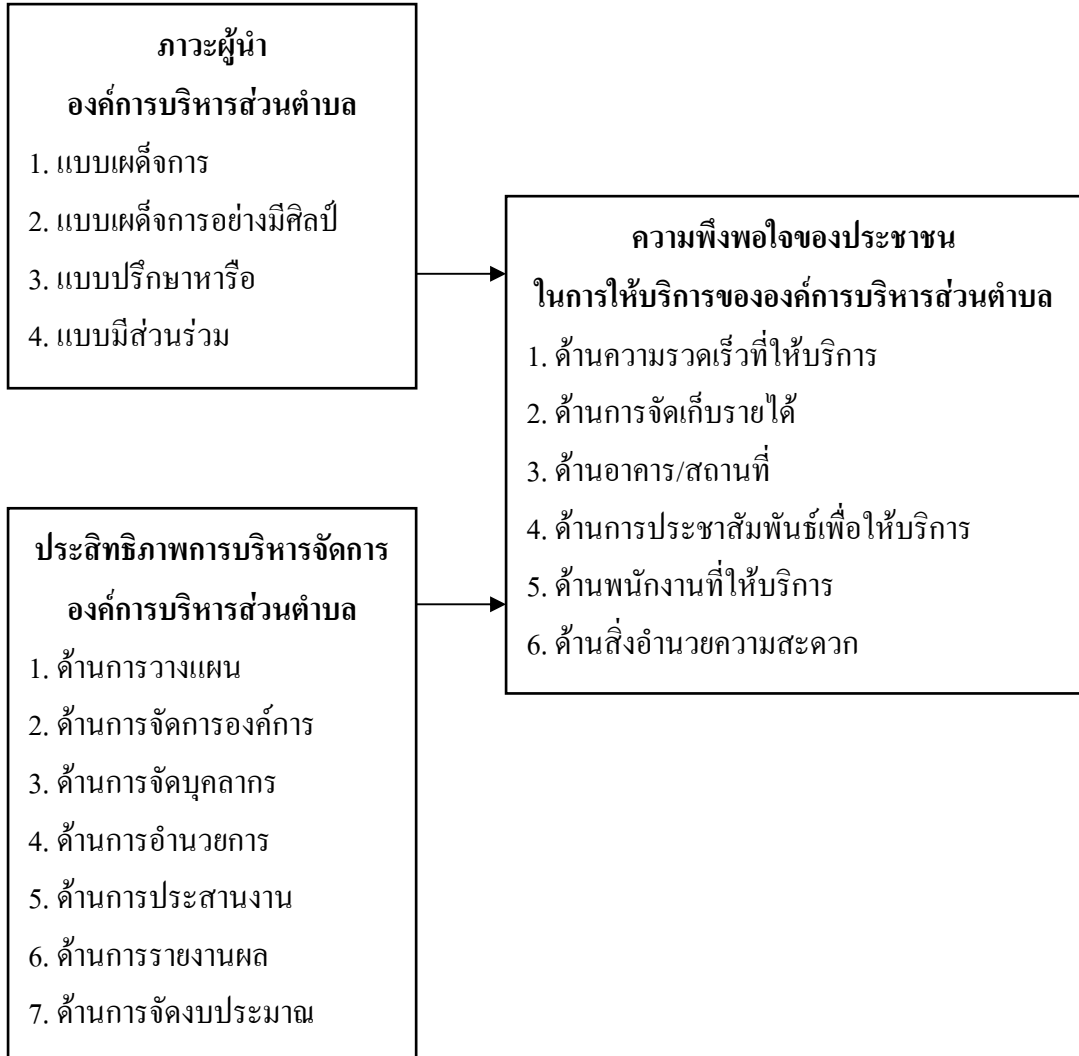 ภาวะผู้นำ
องค์การบริหารส่วนตำบล
1. แบบเผด็จการ
2. แบบเผด็จการอย่างมีศิลป์
3. แบบปรึกษาหารือ
4. แบบมีส่วนร่วม
ความพึงพอใจของประชาชน
ในการให้บริการขององค์การบริหารส่วนตำบล
1. ด้านความรวดเร็วที่ให้บริการ
2. ด้านการจัดเก็บรายได้
3. ด้านอาคาร/สถานที่
4. ด้านการประชาสัมพันธ์เพื่อให้บริการ
5. ด้านพนักงานที่ให้บริการ
6. ด้านสิ่งอำนวยความสะดวก
ประสิทธิภาพการบริหารจัดการ
องค์การบริหารส่วนตำบล
1. ด้านการวางแผน
2. ด้านการจัดการองค์การ
3. ด้านการจัดบุคลากร
4. ด้านการอำนวยการ
5. ด้านการประสานงาน
6. ด้านการรายงานผล
7. ด้านการจัดงบประมาณ